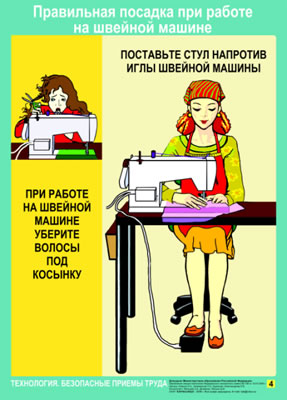 Правильная посадка при работе
на швейной машине
ПОСТАВЬТЕ СТУЛ НАПРОТИВ
ИГЛЫ ШВЕЙНОЙ МАШИНЫ
ПРИ РАБОТЕ
НА ШВЕЙНОЙ
МАШИНЕ
УБЕРИТЕ
ВОЛОСЫ
ПОД
КОСЫНКУ
ТЕХНОЛОГИЯ. БЕЗОПАСНЫЕ ПРИЕМЫ ТРУДА
4